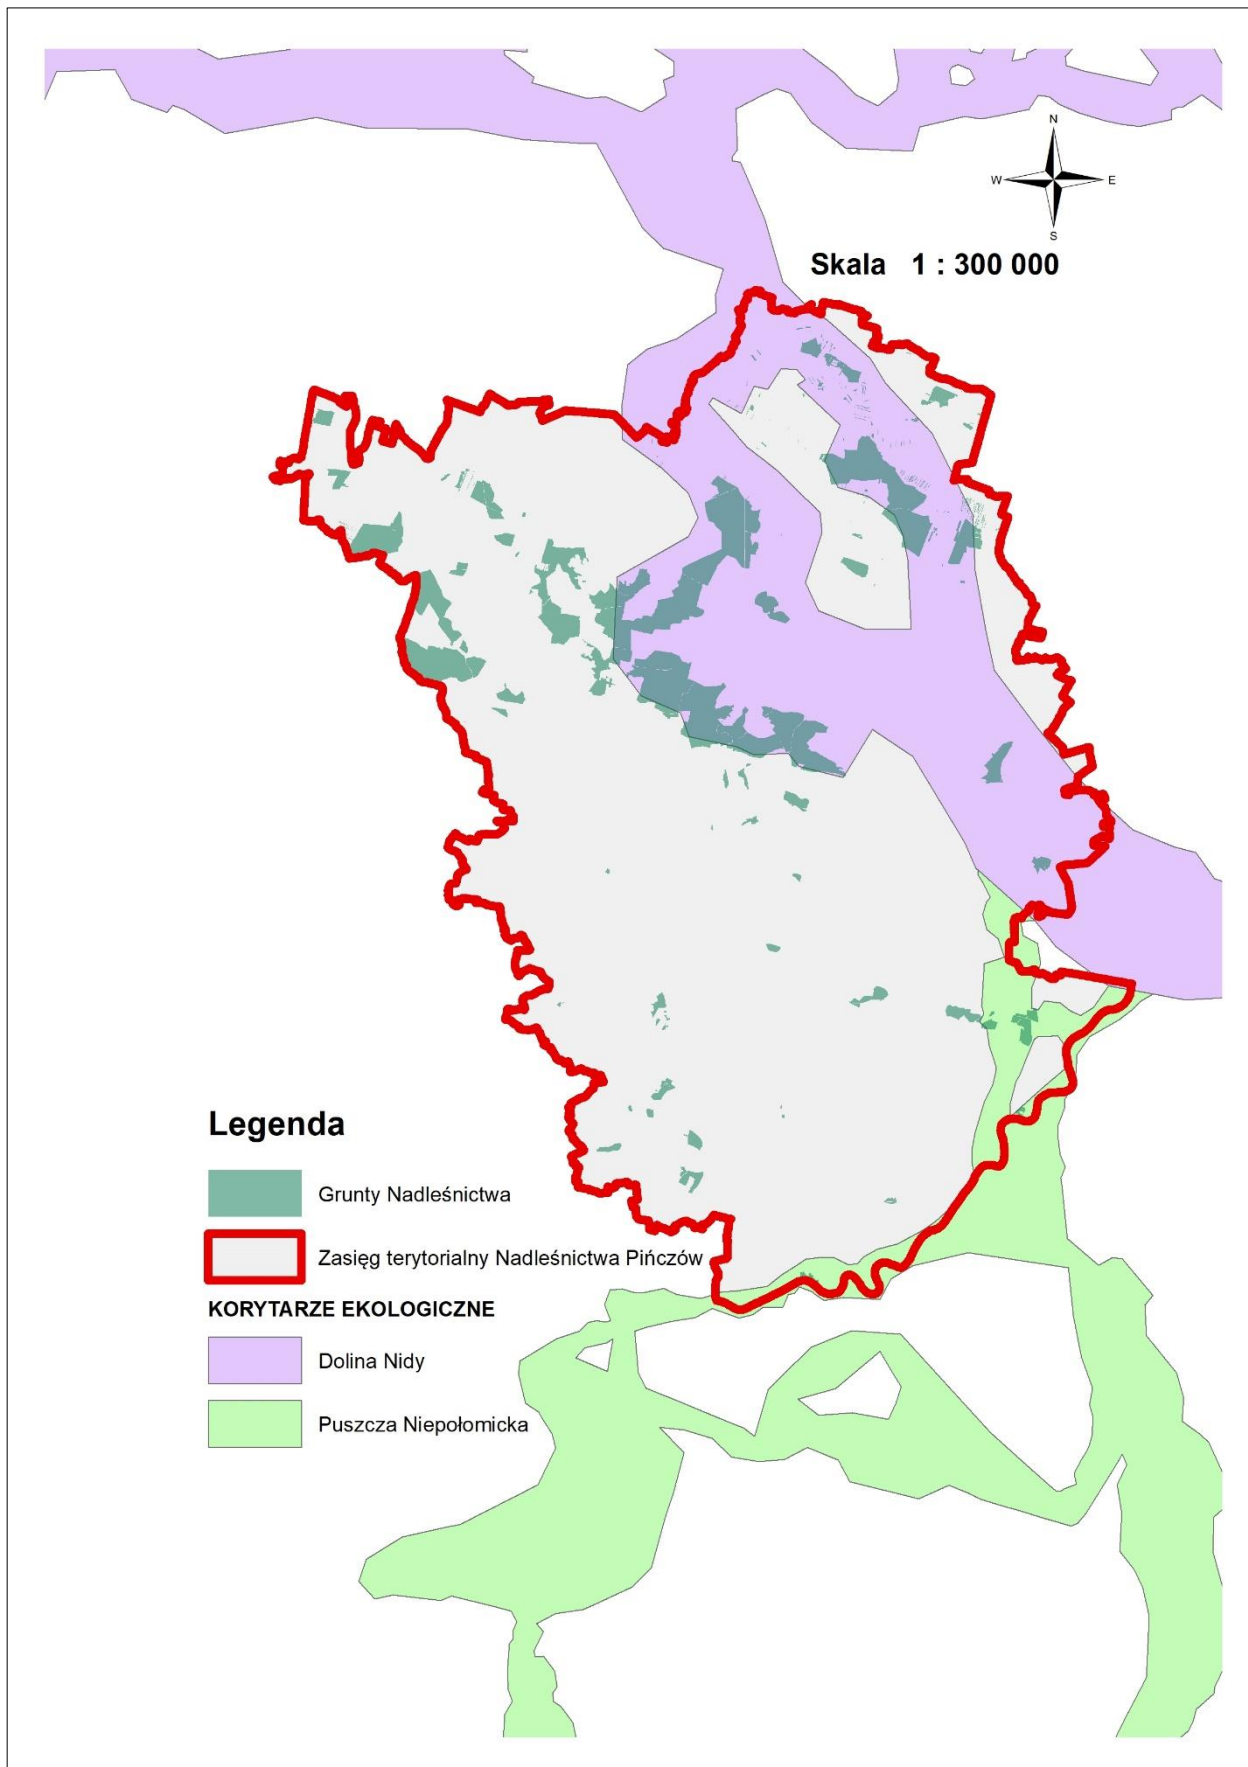 N
W E
S
Skala 1 : 300 000
Legenda
Grunty Nadleśnictwa
Zasięg terytorialny Nadleśnictwa Pińczów
KORYTARZE EKOLOGICZNE
Dolina Nidy
Puszcza Niepołomicka